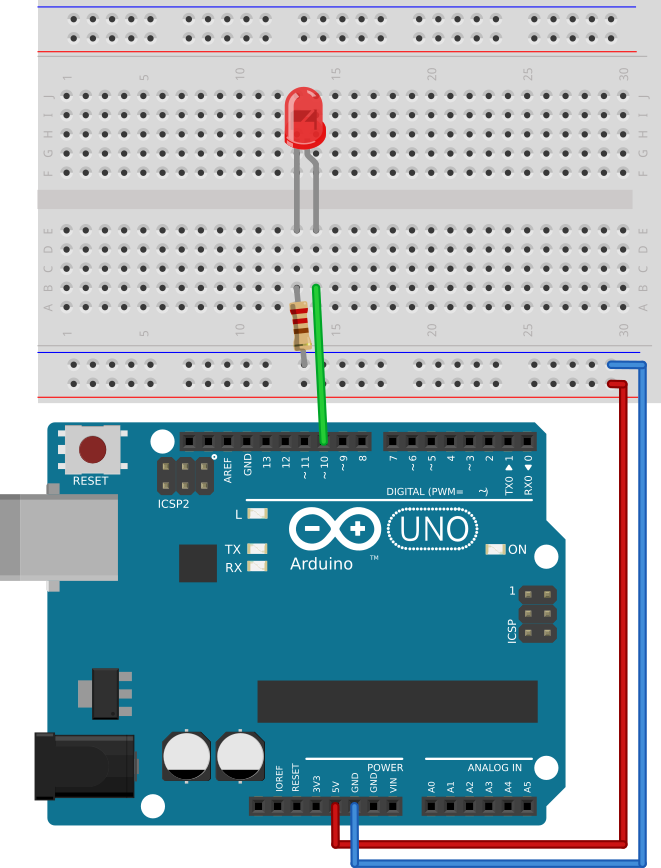 1 5 10 15 20 25 30
J J
I I
H H
G G
F F
E E
D D
C C
B B
A A
1 5 10 15 20 25 30
RESET
ICSP2
AREF GND 13 12 ~11 ~10 ~9 8 7 ~6 ~5 4 ~3 2 TX0 ▶ 1 RX0 ◀ 0
DIGITAL (PWM= ~)
L
TX
RX
Arduino
TM
UNO
ON
1
ICSP
POWER
ANALOG IN
IOREF RESET 3V3 5V GND GND VIN A0 A1 A2 A3 A4 A5